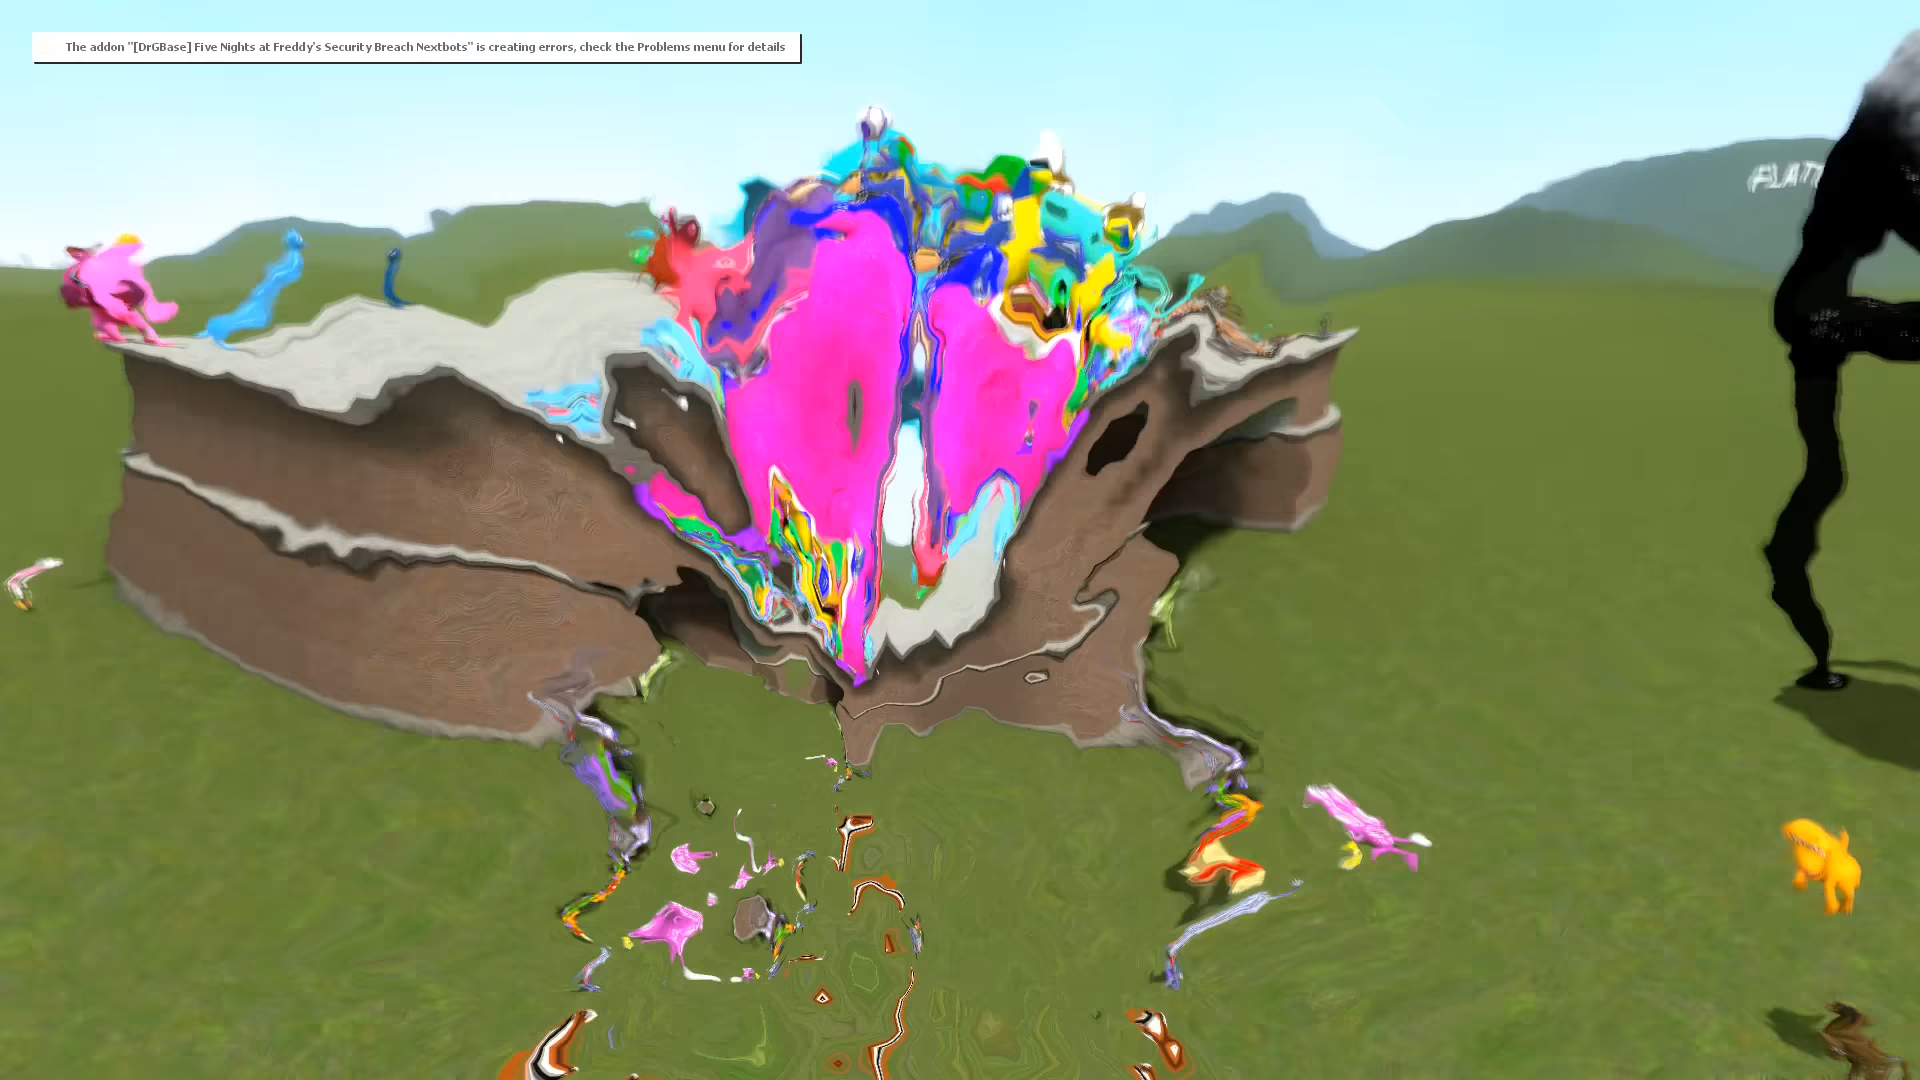 The addon "[DrGBase] Five Nights at Freddy's Security Breach Nextbots" is creating errors, check the Problems menu for details